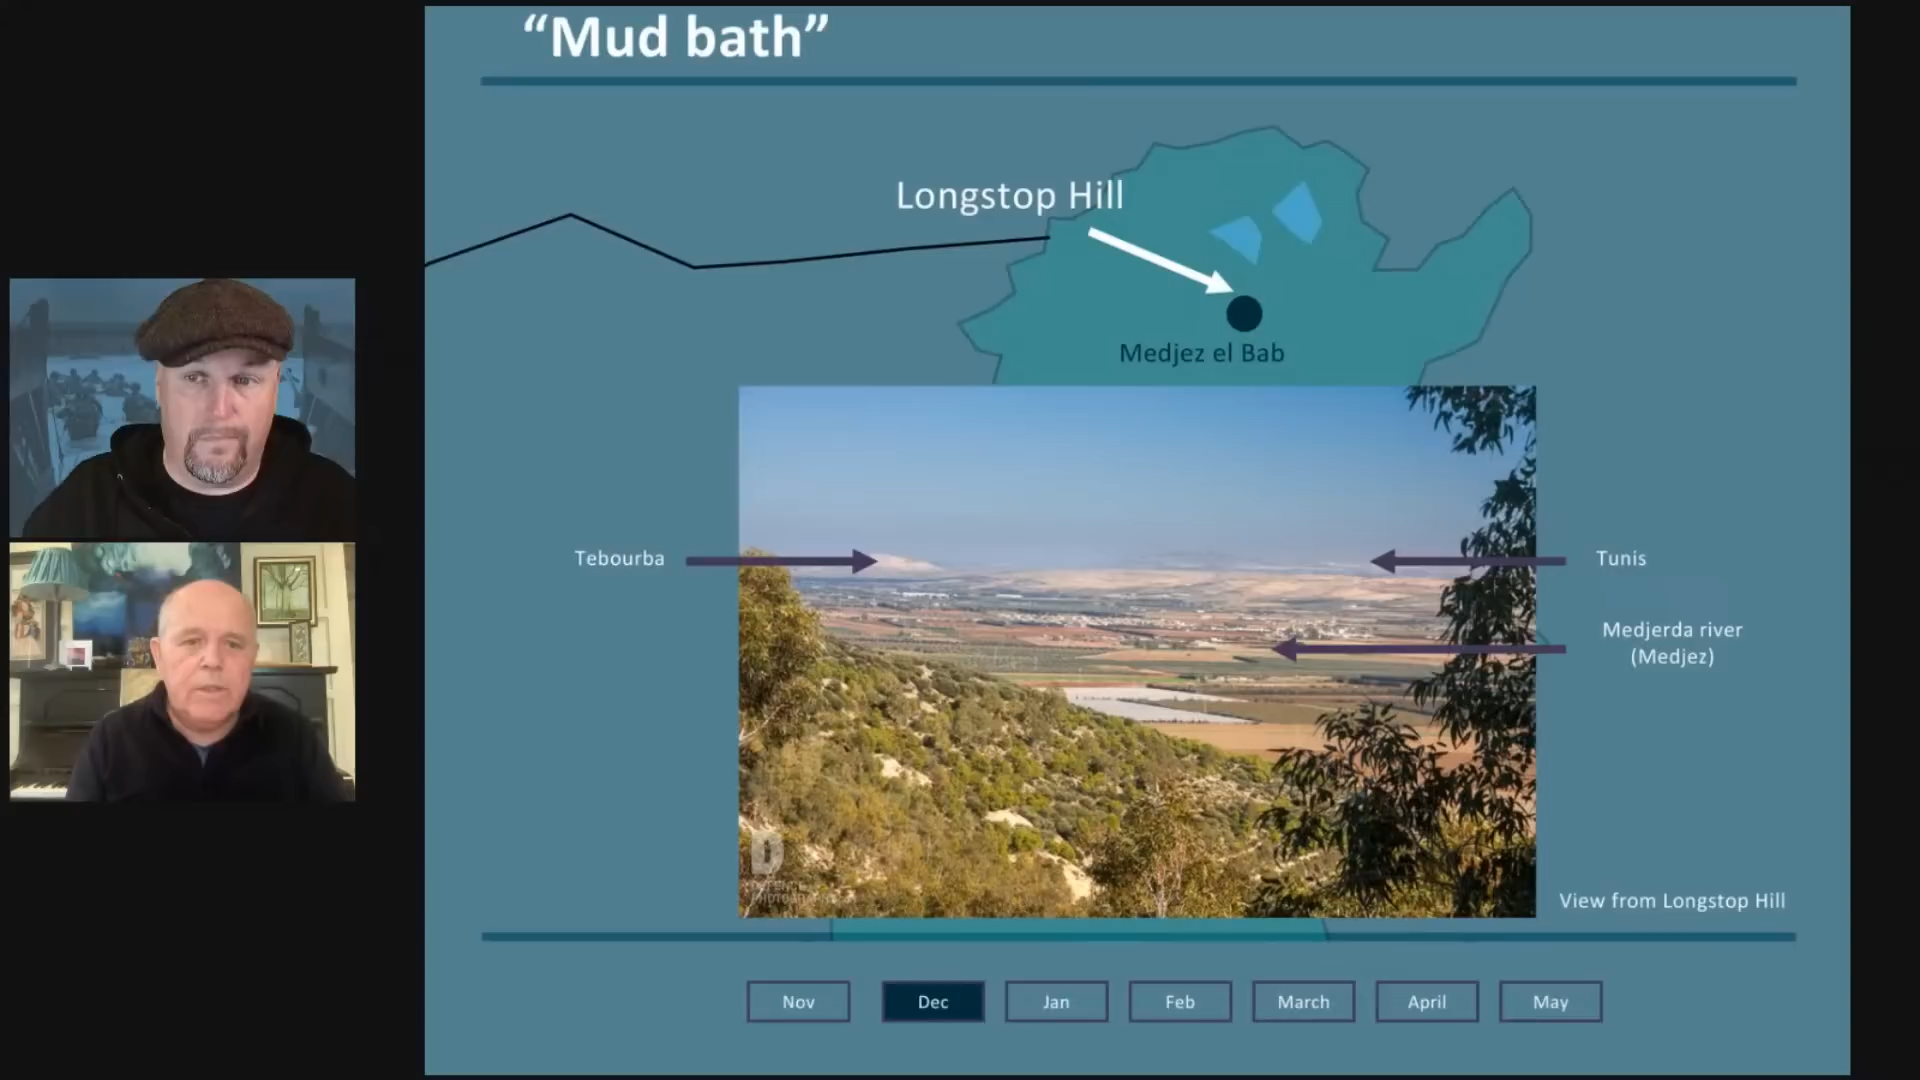 “Mud bath”
Longstop Hill
Medjez el Bab
Tebourba
Tunis
Medjerda river
(Medjez)
View from Longstop Hill
Nov
Dec
Jan
Feb
March
April
May